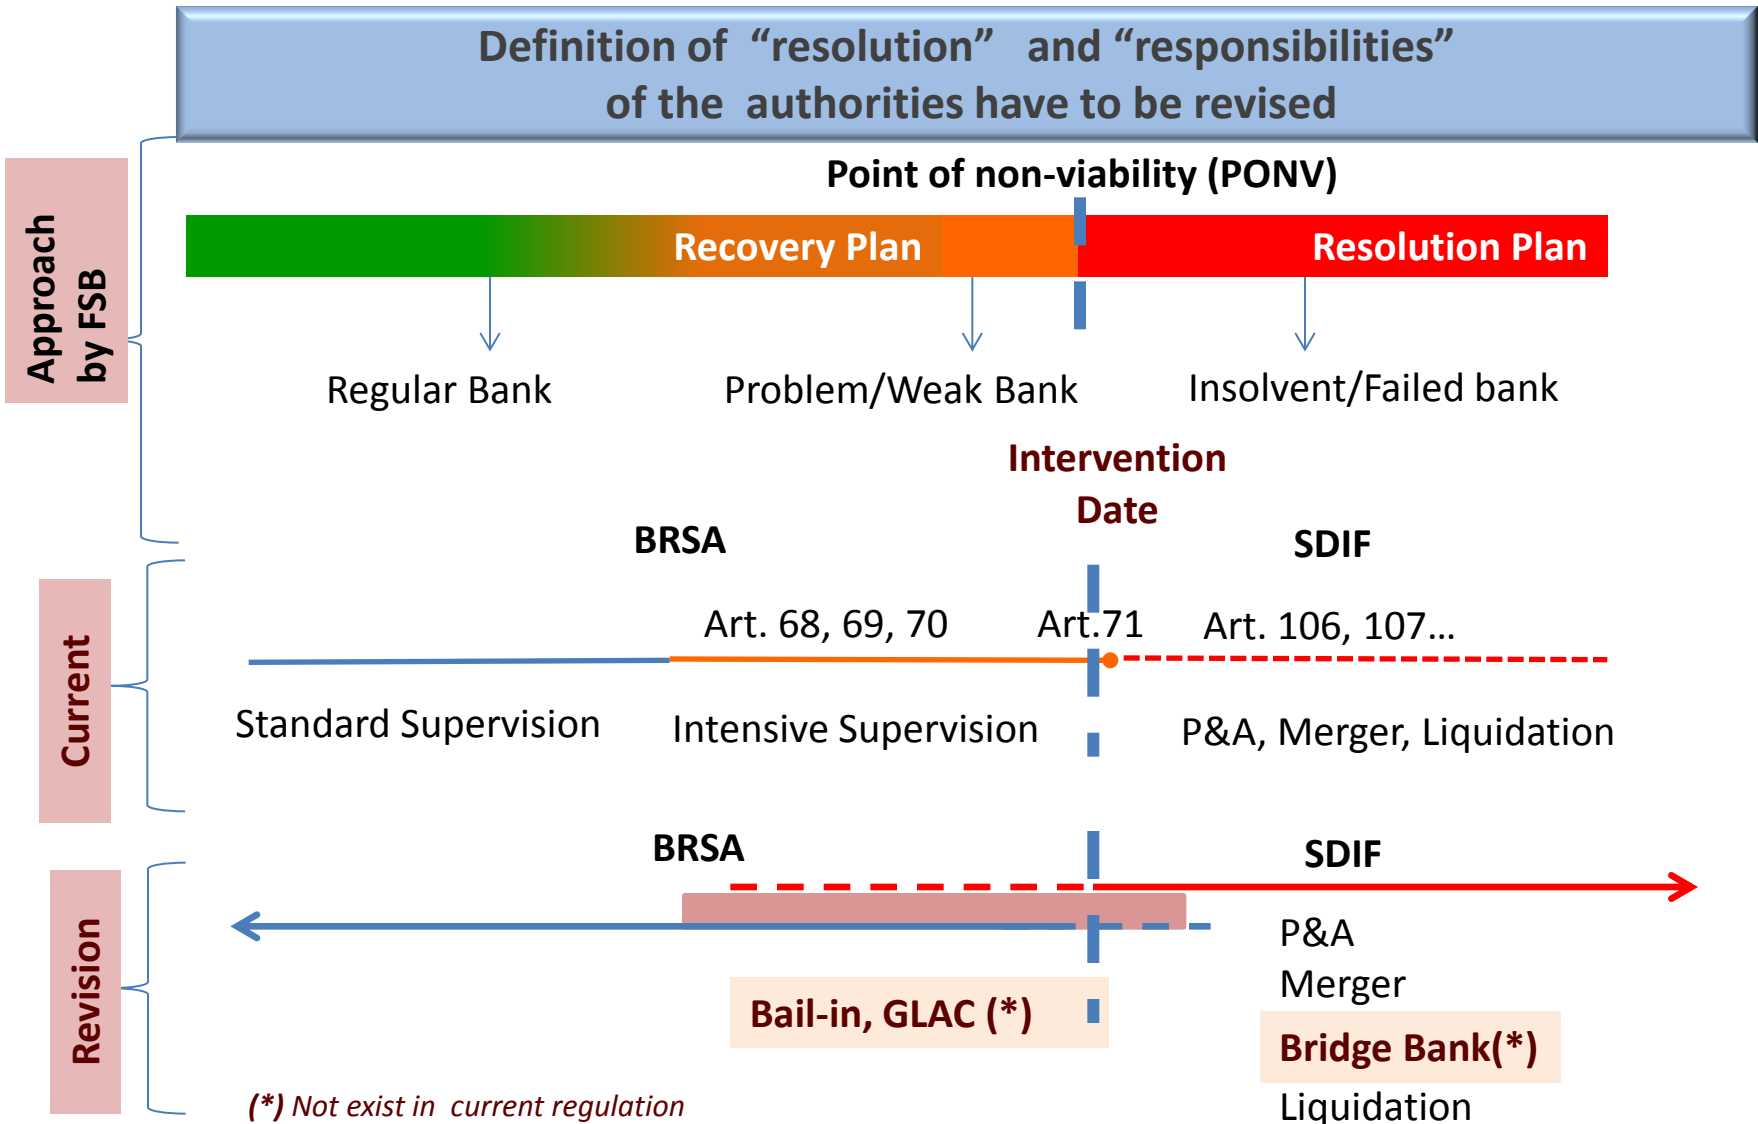 Definition of “resolution” and “responsibilities”
of the authorities have to be revised
Approach
by FSB
Point of non-viability (PONV)
Recovery Plan
Resolution Plan
Regular Bank
Problem/Weak Bank
Insolvent/Failed bank
Intervention
Date
BRSA
SDIF
Current
Art. 68, 69, 70
Art.71
Art. 106, 107...
Standard Supervision
Intensive Supervision
P&A, Merger, Liquidation
Revision
BRSA
SDIF
P&A
Merger
Bail-in, GLAC (*)
Bridge Bank(*)
Liquidation
(*) Not exist in current regulation